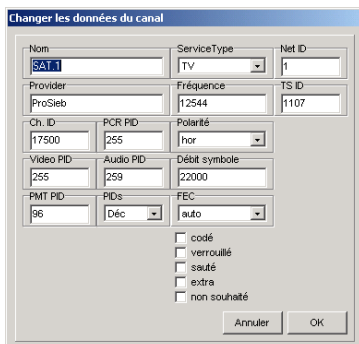 Changer les données du canal
Nom ServiceType Net ID
SAT.1 TV 1
Provider Fréquence TS ID
ProSieb 12544 1107
Ch. ID PCR PID Polarité
17500 255 hor
Video PID Audio PID Débit symbole
255 259 22000
PMT PID PIDs FEC
96 Déc auto
codé
verrouillé
sauté
extra
non souhaité
Annuler OK